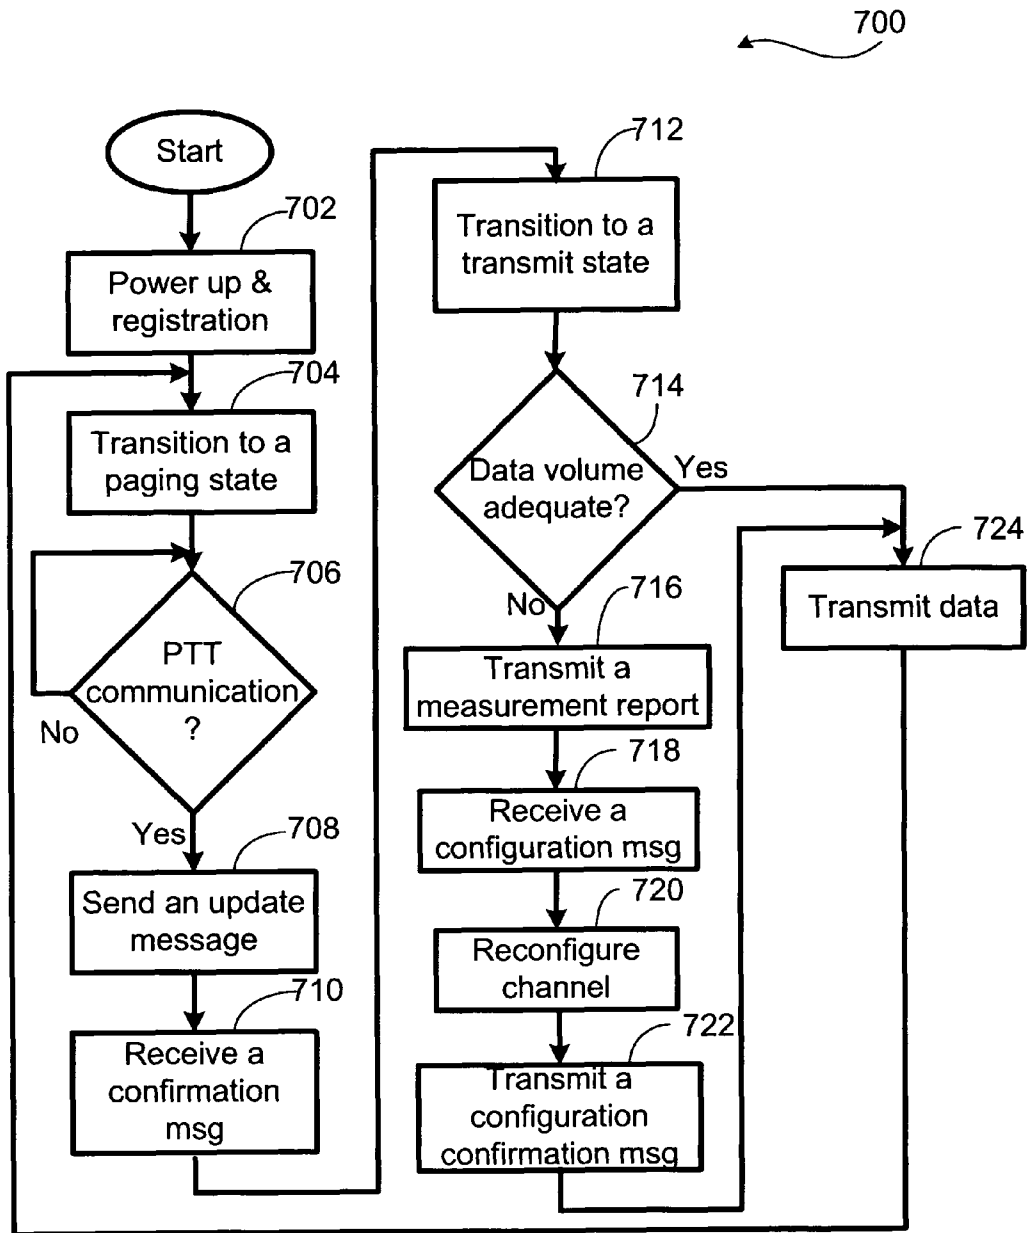 700
Start
702
Power up &
registration
704
Transition to a
paging state
706
PTT
communication
?
No
Yes
708
Send an update
message
710
Receive a
confirmation
msg
712
Transition to a
transmit state
714
Data volume
adequate?
Yes
No
716
Transmit a
measurement report
718
Receive a
configuration msg
720
Reconfigure
channel
722
Transmit a
configuration
confirmation msg
724
Transmit data